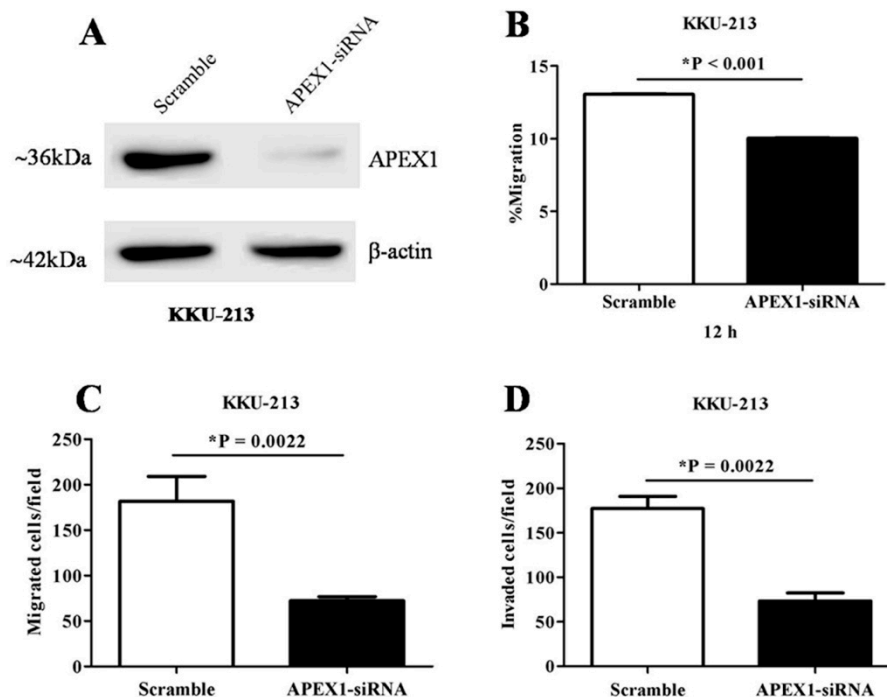 A
Scramble
APEX1-siRNA
~36kDa
APEX1
~42kDa
β-actin
KKU-213
B
KKU-213
*P < 0.001
%Migration
15
10
5
0
Scramble
APEX1-siRNA
12 h
C
KKU-213
*P = 0.0022
Migrated cells/field
250
200
150
100
50
0
Scramble
APEX1-siRNA
D
KKU-213
*P = 0.0022
Invaded cells/field
250
200
150
100
50
0
Scramble
APEX1-siRNA